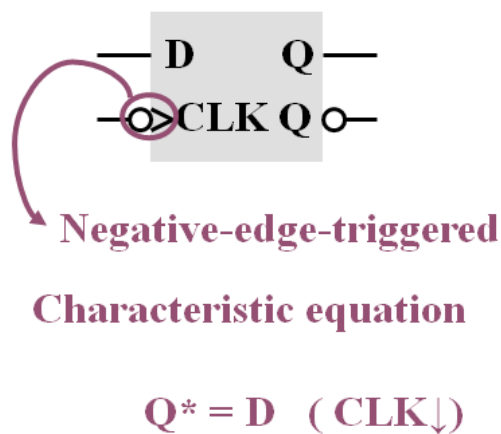 D Q
CLK Q
Negative-edge-triggered
Characteristic equation
Q* = D ( CLK↓)